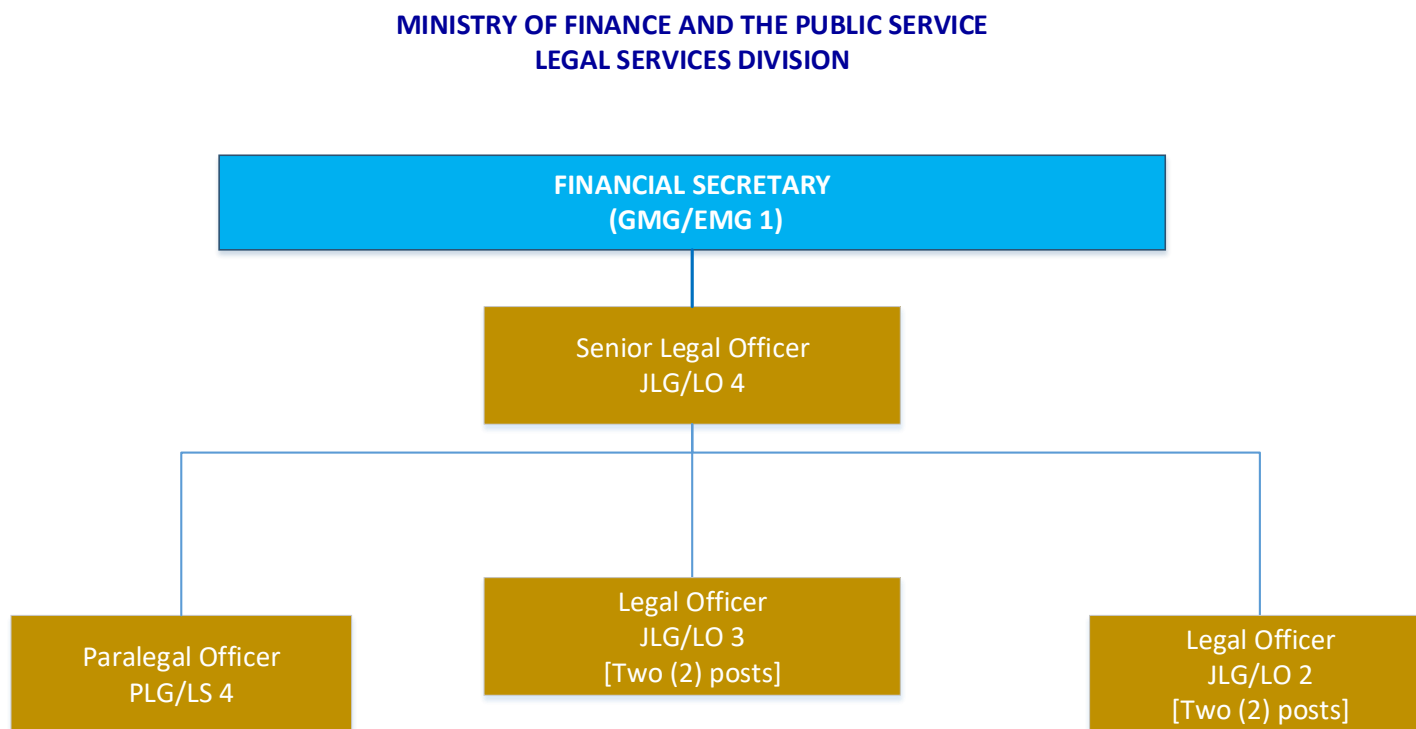 MINISTRY OF FINANCE AND THE PUBLIC SERVICE
LEGAL SERVICES DIVISION
FINANCIAL SECRETARY
(GMG/EMG 1)
Senior Legal Officer
JLG/LO 4
Paralegal Officer
PLG/LS 4
Legal Officer
JLG/LO 3
[Two (2) posts]
Legal Officer
JLG/LO 2
[Two (2) posts]